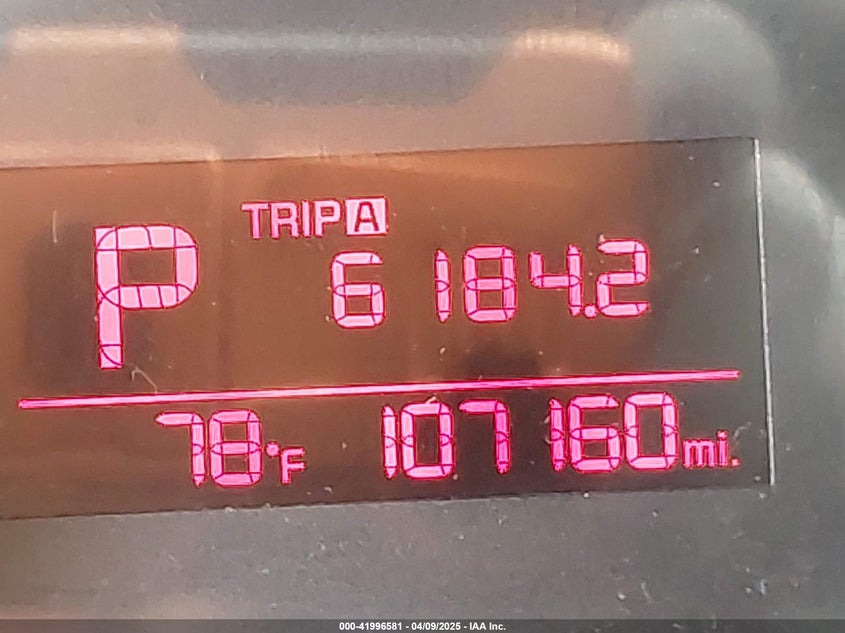 TRIP A
P 6184.2
78°F 107160 mi.
000-41996581 - 04/09/2025 - IAA Inc.